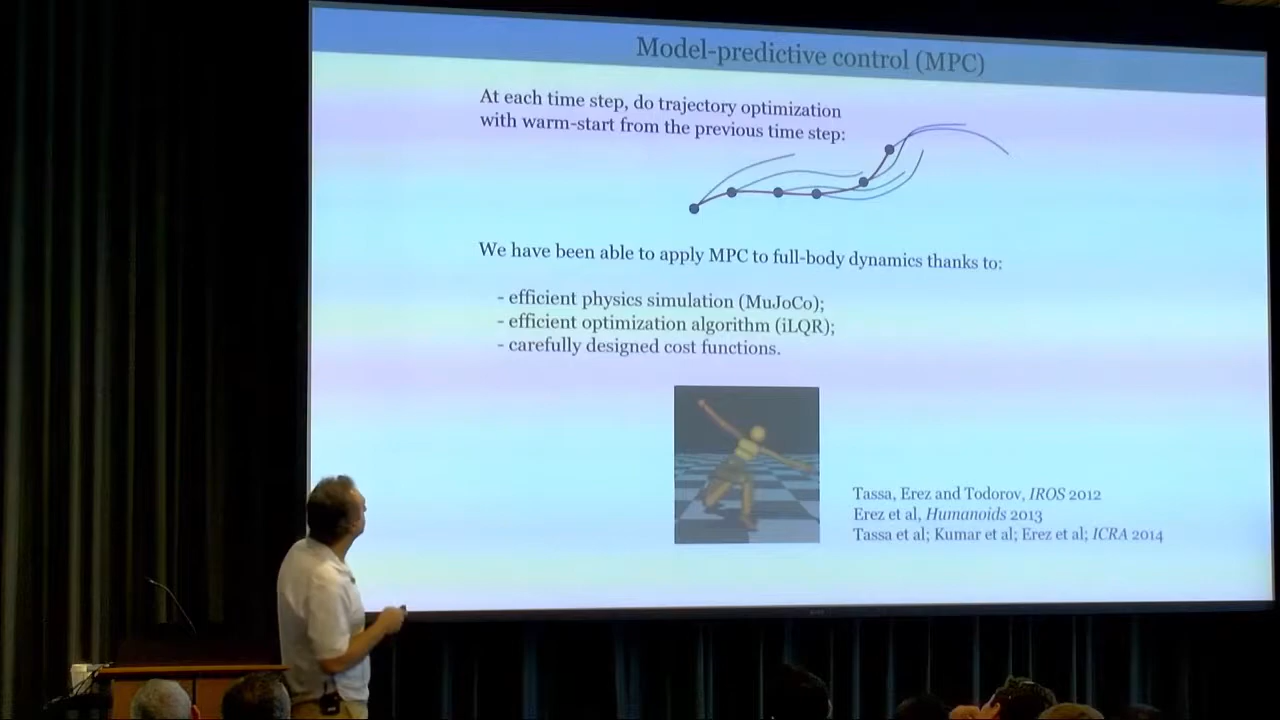 Model-predictive control (MPC)
At each time step, do trajectory optimization
with warm-start from the previous time step:
We have been able to apply MPC to full-body dynamics thanks to:
- efficient physics simulation (MuJoCo);
- efficient optimization algorithm (iLQR);
- carefully designed cost functions.
Tassa, Erez and Todorov, IROS 2012
Erez et al, Humanoids 2013
Tassa et al; Kumar et al; Erez et al; ICRA 2014